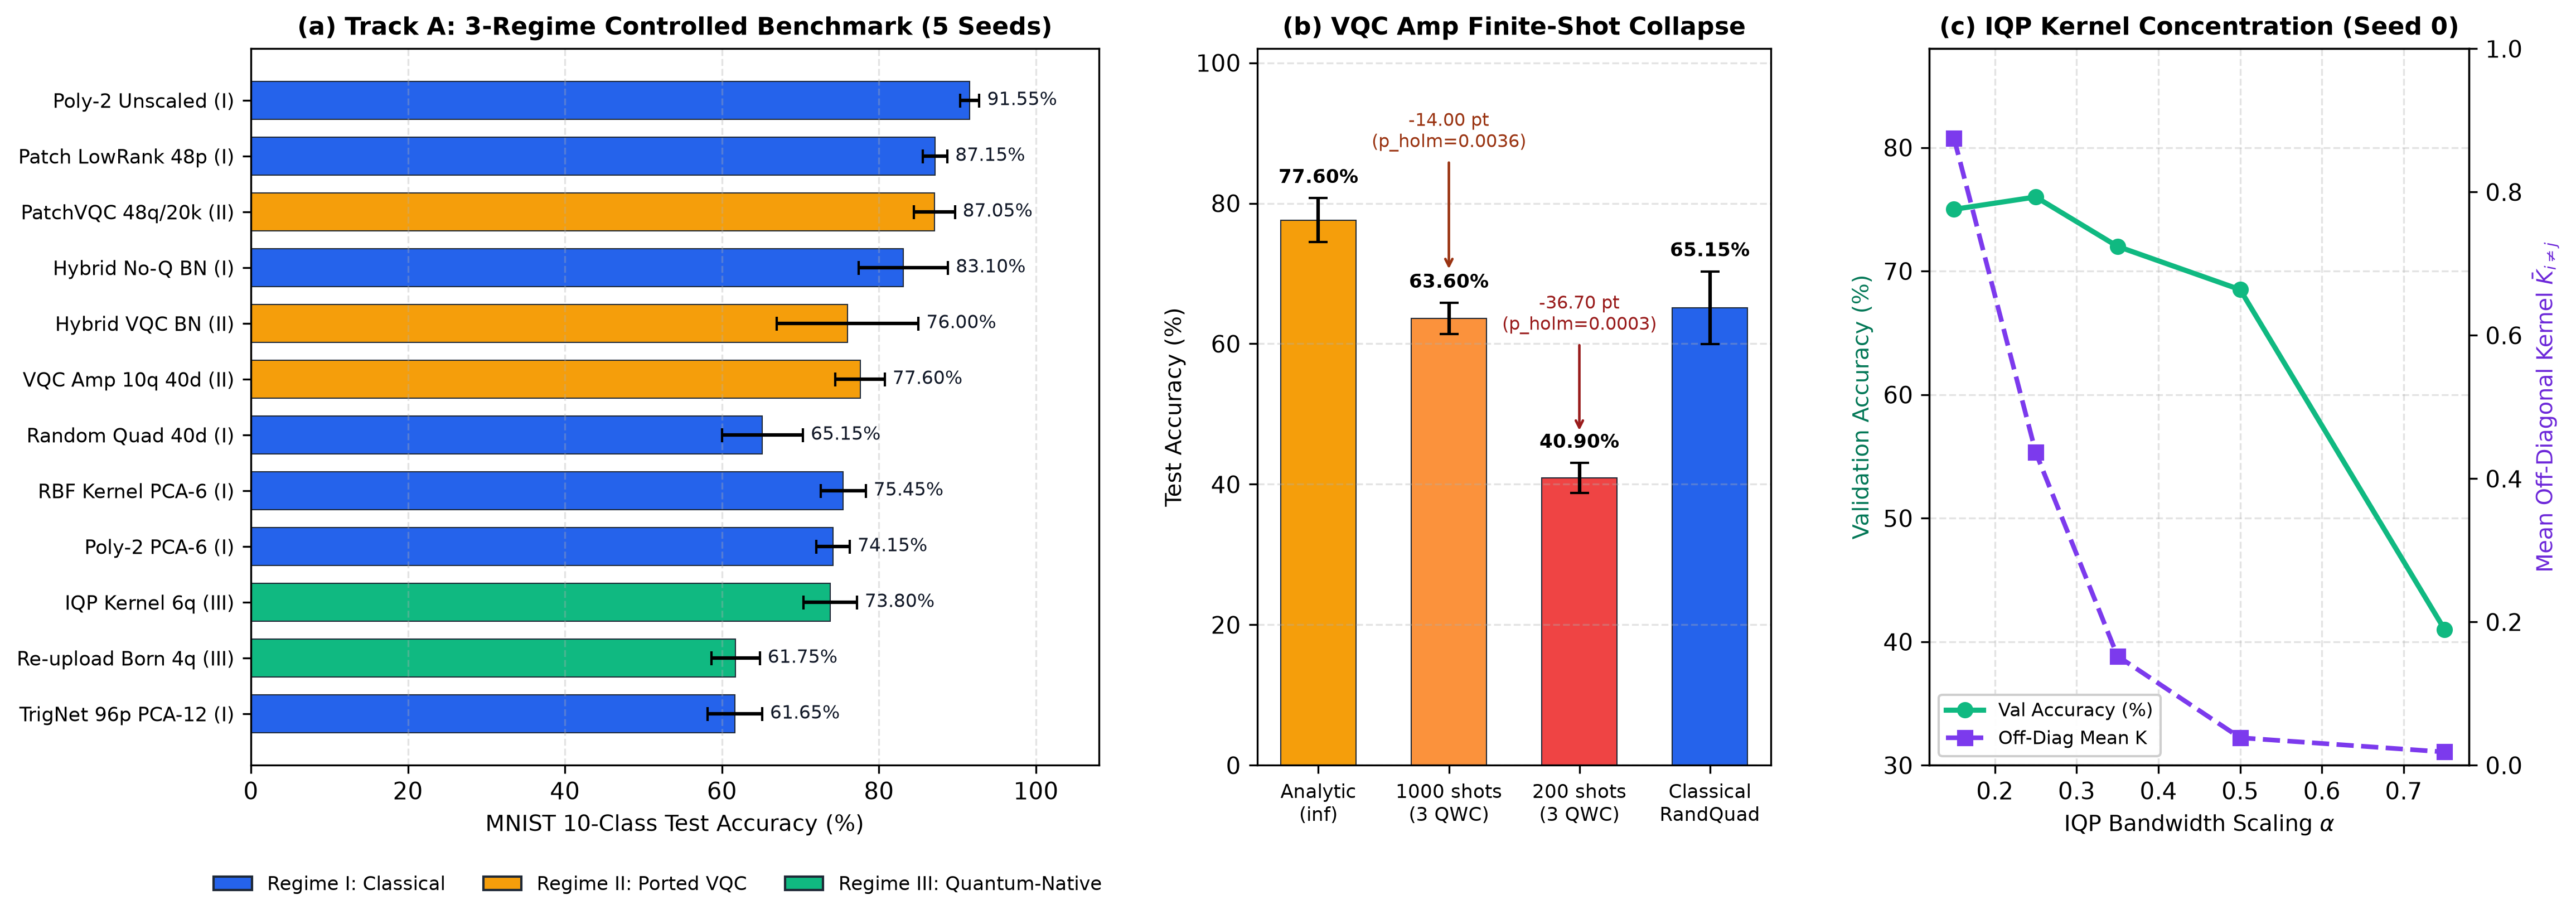 (a) Track A: 3-Regime Controlled Benchmark (5 Seeds)
Poly-2 Unscaled (I)
91.55%
Patch LowRank 48p (I)
87.15%
PatchVQC 48q/20k (II)
87.05%
Hybrid No-Q BN (I)
83.10%
Hybrid VQC BN (II)
76.00%
VQC Amp 10q 40d (II)
77.60%
Random Quad 40d (I)
65.15%
RBF Kernel PCA-6 (I)
75.45%
Poly-2 PCA-6 (I)
74.15%
IQP Kernel 6q (III)
73.80%
Re-upload Born 4q (III)
61.75%
TrigNet 96p PCA-12 (I)
61.65%
0 20 40 60 80 100
MNIST 10-Class Test Accuracy (%)
Regime I: Classical
Regime II: Ported VQC
Regime III: Quantum-Native
(b) VQC Amp Finite-Shot Collapse
Test Accuracy (%)
100
80
60
40
20
0
77.60%
-14.00 pt
(p_holm=0.0036)
63.60%
-36.70 pt
(p_holm=0.0003)
40.90%
65.15%
Analytic
(inf)
1000 shots
(3 QWC)
200 shots
(3 QWC)
Classical
RandQuad
(c) IQP Kernel Concentration (Seed 0)
Validation Accuracy (%)
80
70
60
50
40
30
1.0
0.8
0.6
0.4
0.2
0.0
Mean Off-Diagonal Kernel K̄i≠j
Val Accuracy (%)
Off-Diag Mean K
0.2 0.3 0.4 0.5 0.6 0.7
IQP Bandwidth Scaling α